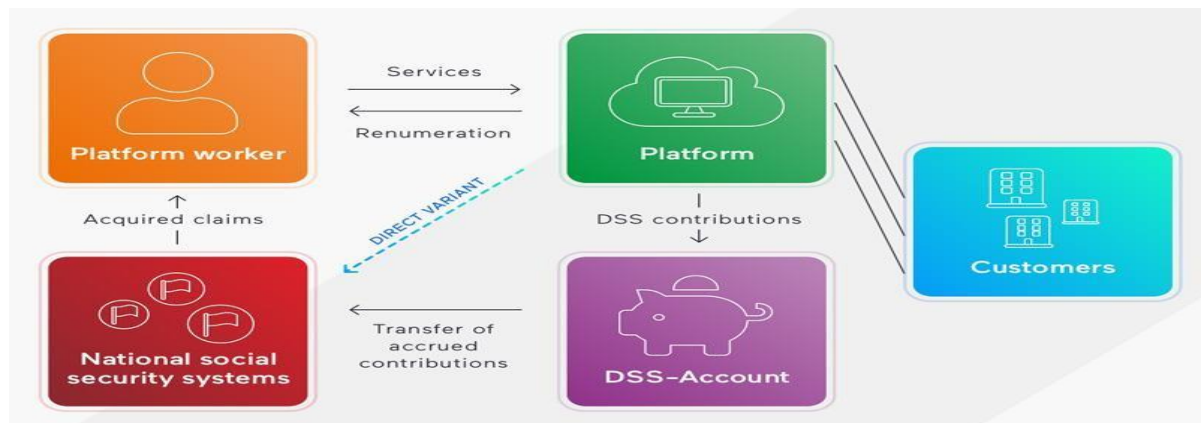 Services
Renumeration
Platform worker
Platform
DIRECT VARIANT
Acquired claims
DSS contributions
Customers
Transfer of
accrued
contributions
National social
security systems
DSS-Account